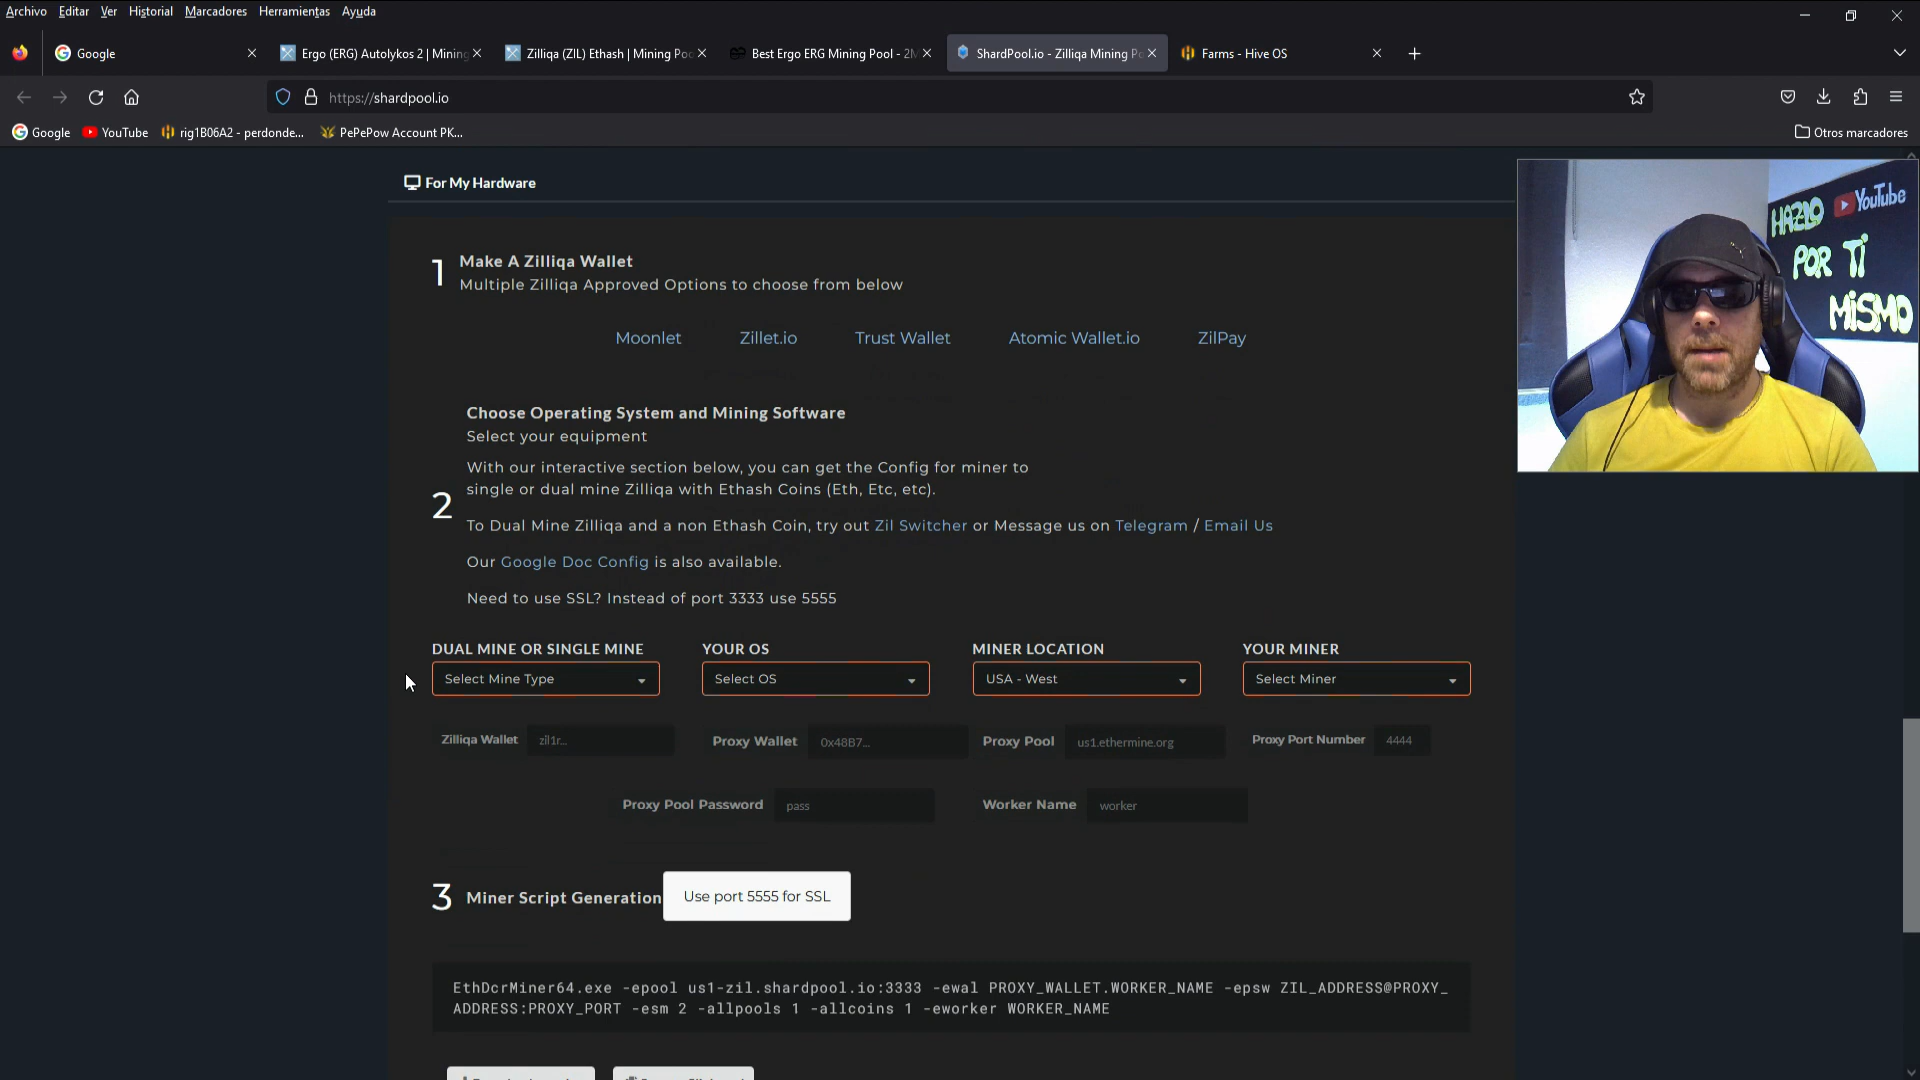 Archivo Editar Ver Historial Marcadores Herramientas Ayuda
Google
Ergo (ERG) Autolykos 2 | Mining
Zilliqa (ZIL) Ethash | Mining Poo
Best Ergo ERG Mining Pool - 2M
ShardPool.io - Zilliqa Mining Po
Farms - Hive OS
https://shardpool.io
Google YouTube rig1B06A2 - perdonde... PePePow Account PK...
Otros marcadores
For My Hardware
1 Make A Zilliqa Wallet
Multiple Zilliqa Approved Options to choose from below
Moonlet Zillet.io Trust Wallet Atomic Wallet.io ZilPay
Choose Operating System and Mining Software
Select your equipment
With our interactive section below, you can get the Config for miner to
single or dual mine Zilliqa with Ethash Coins (Eth, Etc, etc).
2
To Dual Mine Zilliqa and a non Ethash Coin, try out Zil Switcher or Message us on Telegram / Email Us
Our Google Doc Config is also available.
Need to use SSL? Instead of port 3333 use 5555
DUAL MINE OR SINGLE MINE YOUR OS MINER LOCATION YOUR MINER
Select Mine Type Select OS USA - West Select Miner
Zilliqa Wallet zil1r... Proxy Wallet 0x48B7... Proxy Pool us1.ethermine.org Proxy Port Number 4444
Proxy Pool Password pass Worker Name worker
3 Miner Script Generation Use port 5555 for SSL
EthDcrMiner64.exe -epool us1-zil.shardpool.io:3333 -ewal PROXY_WALLET.WORKER_NAME -epsw ZIL_ADDRESS@PROXY_
ADDRESS:PROXY_PORT -esm 2 -allpools 1 -allcoins 1 -eworker WORKER_NAME
YouTube
HAZLO
POR TÍ
MISMO